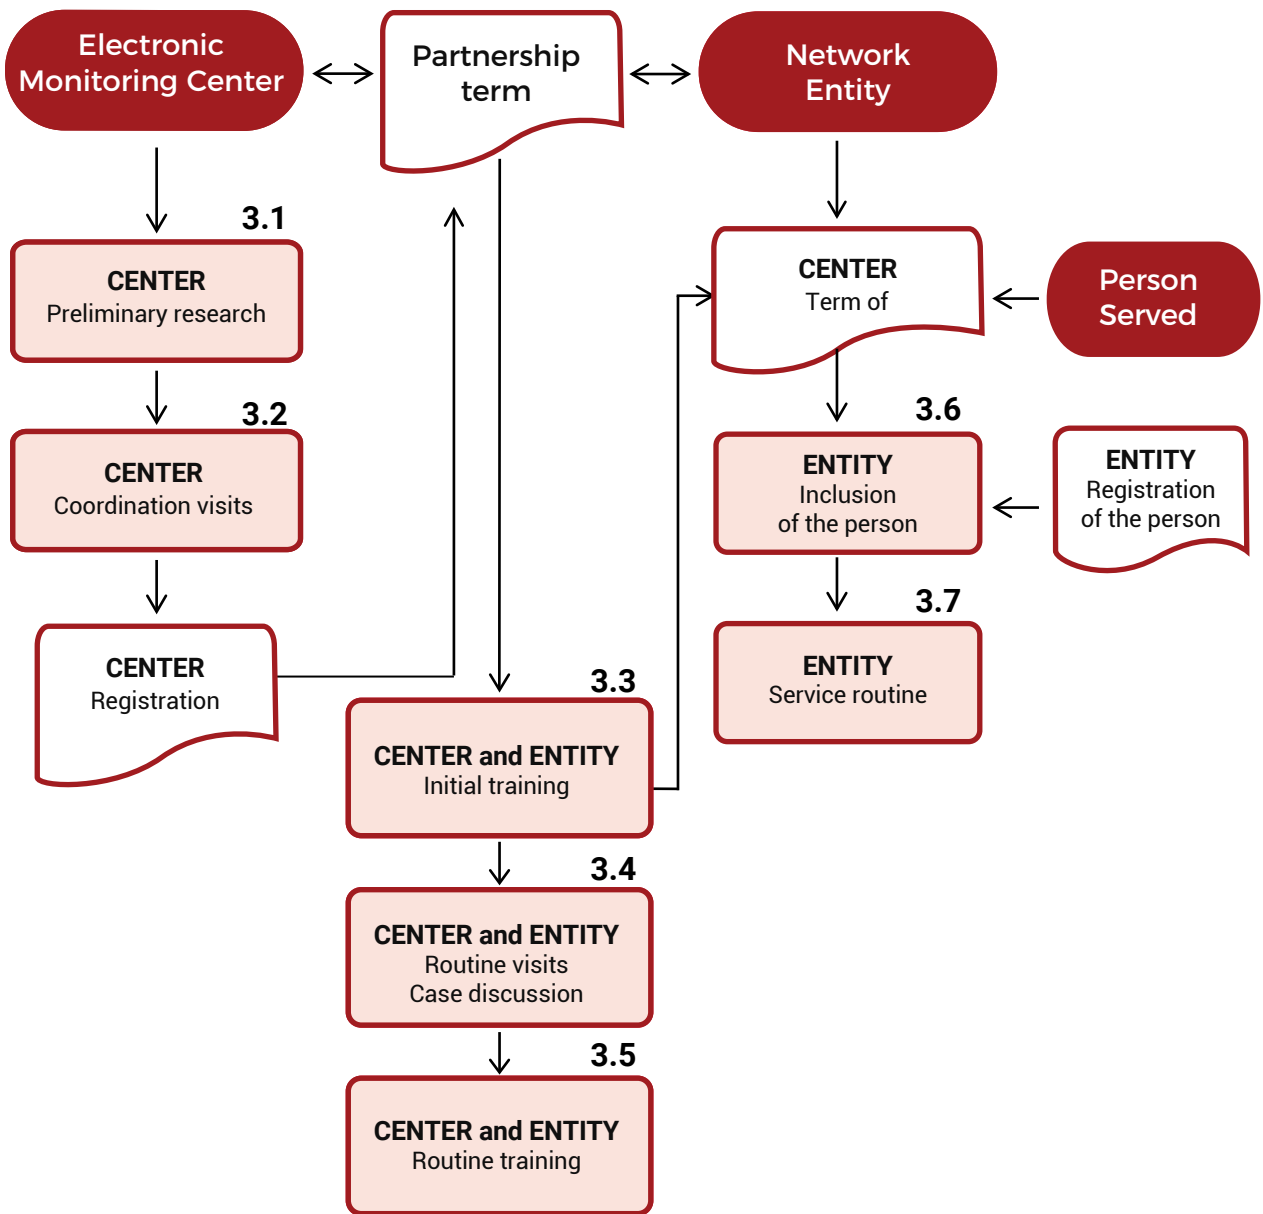 Electronic
Monitoring Center
Partnership
term
Network
Entity
3.1
CENTER
Preliminary research
3.2
CENTER
Coordination visits
CENTER
Registration
3.3
CENTER and ENTITY
Initial training
3.4
CENTER and ENTITY
Routine visits
Case discussion
3.5
CENTER and ENTITY
Routine training
CENTER
Term of
Person
Served
3.6
ENTITY
Inclusion
of the person
ENTITY
Registration
of the person
3.7
ENTITY
Service routine